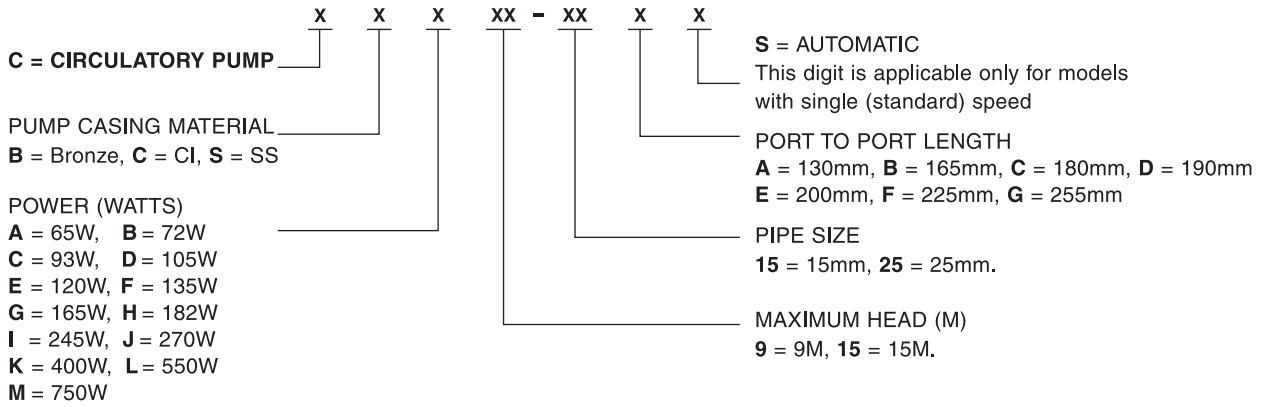 X X X XX - XX X X
C = CIRCULATORY PUMP
PUMP CASING MATERIAL
B = Bronze, C = CI, S = SS
POWER (WATTS)
A = 65W, B = 72W
C = 93W, D = 105W
E = 120W, F = 135W
G = 165W, H = 182W
I = 245W, J = 270W
K = 400W, L = 550W
M = 750W
S = AUTOMATIC
This digit is applicable only for models
with single (standard) speed
PORT TO PORT LENGTH
A = 130mm, B = 165mm, C = 180mm, D = 190mm
E = 200mm, F = 225mm, G = 255mm
PIPE SIZE
15 = 15mm, 25 = 25mm.
MAXIMUM HEAD (M)
9 = 9M, 15 = 15M.